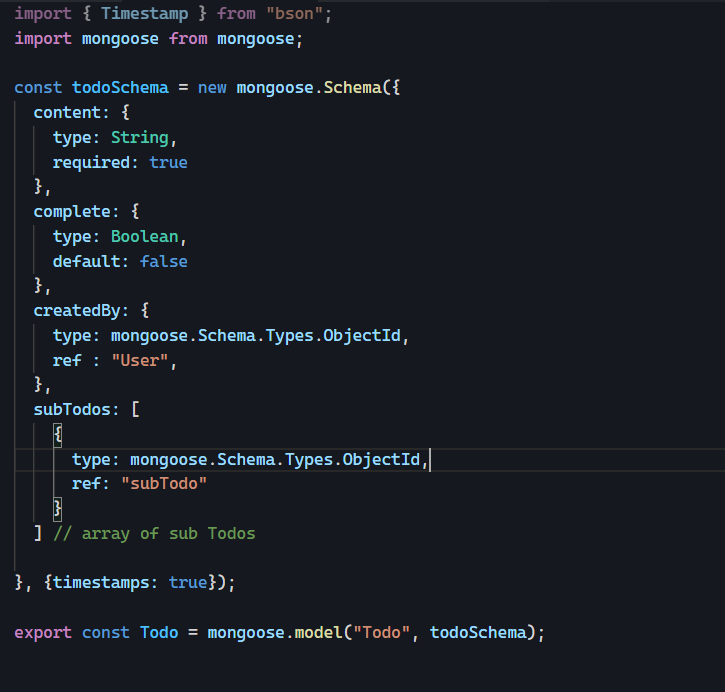 import { Timestamp } from "bson";
import mongoose from mongoose;
const todoSchema = new mongoose.Schema({
content: {
type: String,
required: true
},
complete: {
type: Boolean,
default: false
},
createdBy: {
type: mongoose.Schema.Types.ObjectId,
ref : "User",
},
subTodos: [
{
type: mongoose.Schema.Types.ObjectId,
ref: "subTodo"
}
] // array of sub Todos
}, {timestamps: true});
export const Todo = mongoose.model("Todo", todoSchema);